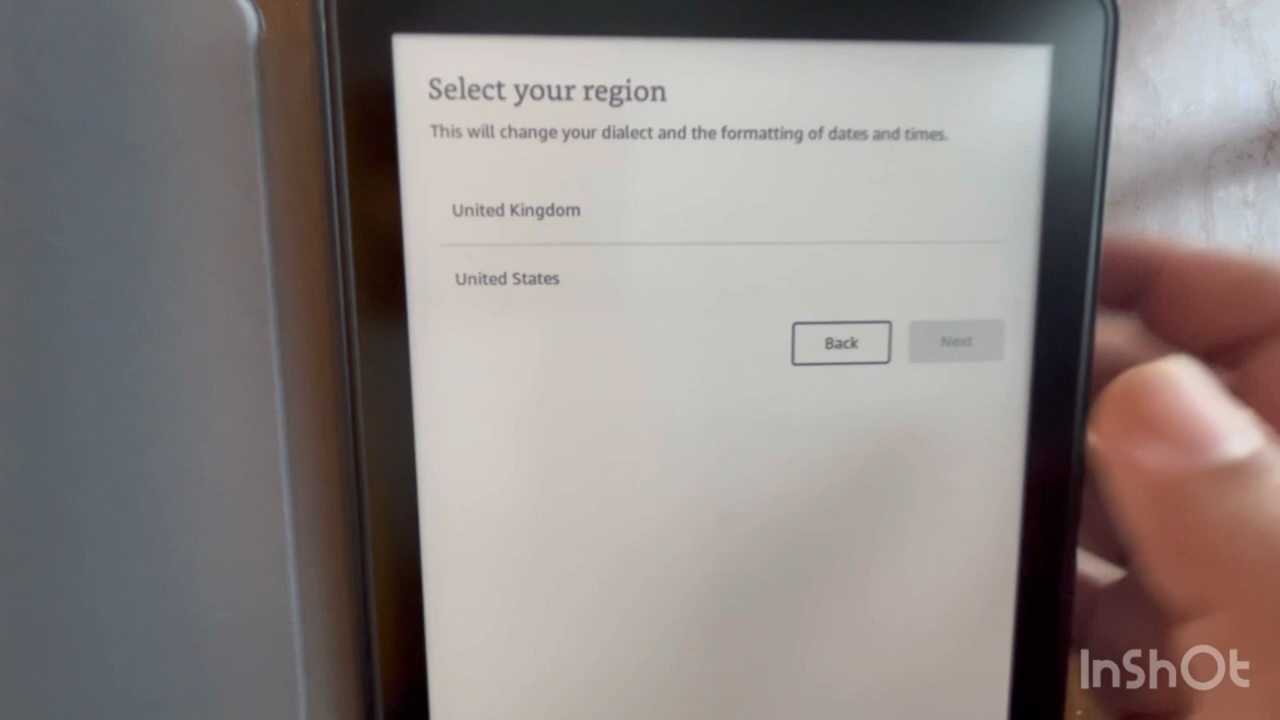 Select your region
This will change your dialect and the formatting of dates and times.
United Kingdom
United States
Back
Next
InShOt